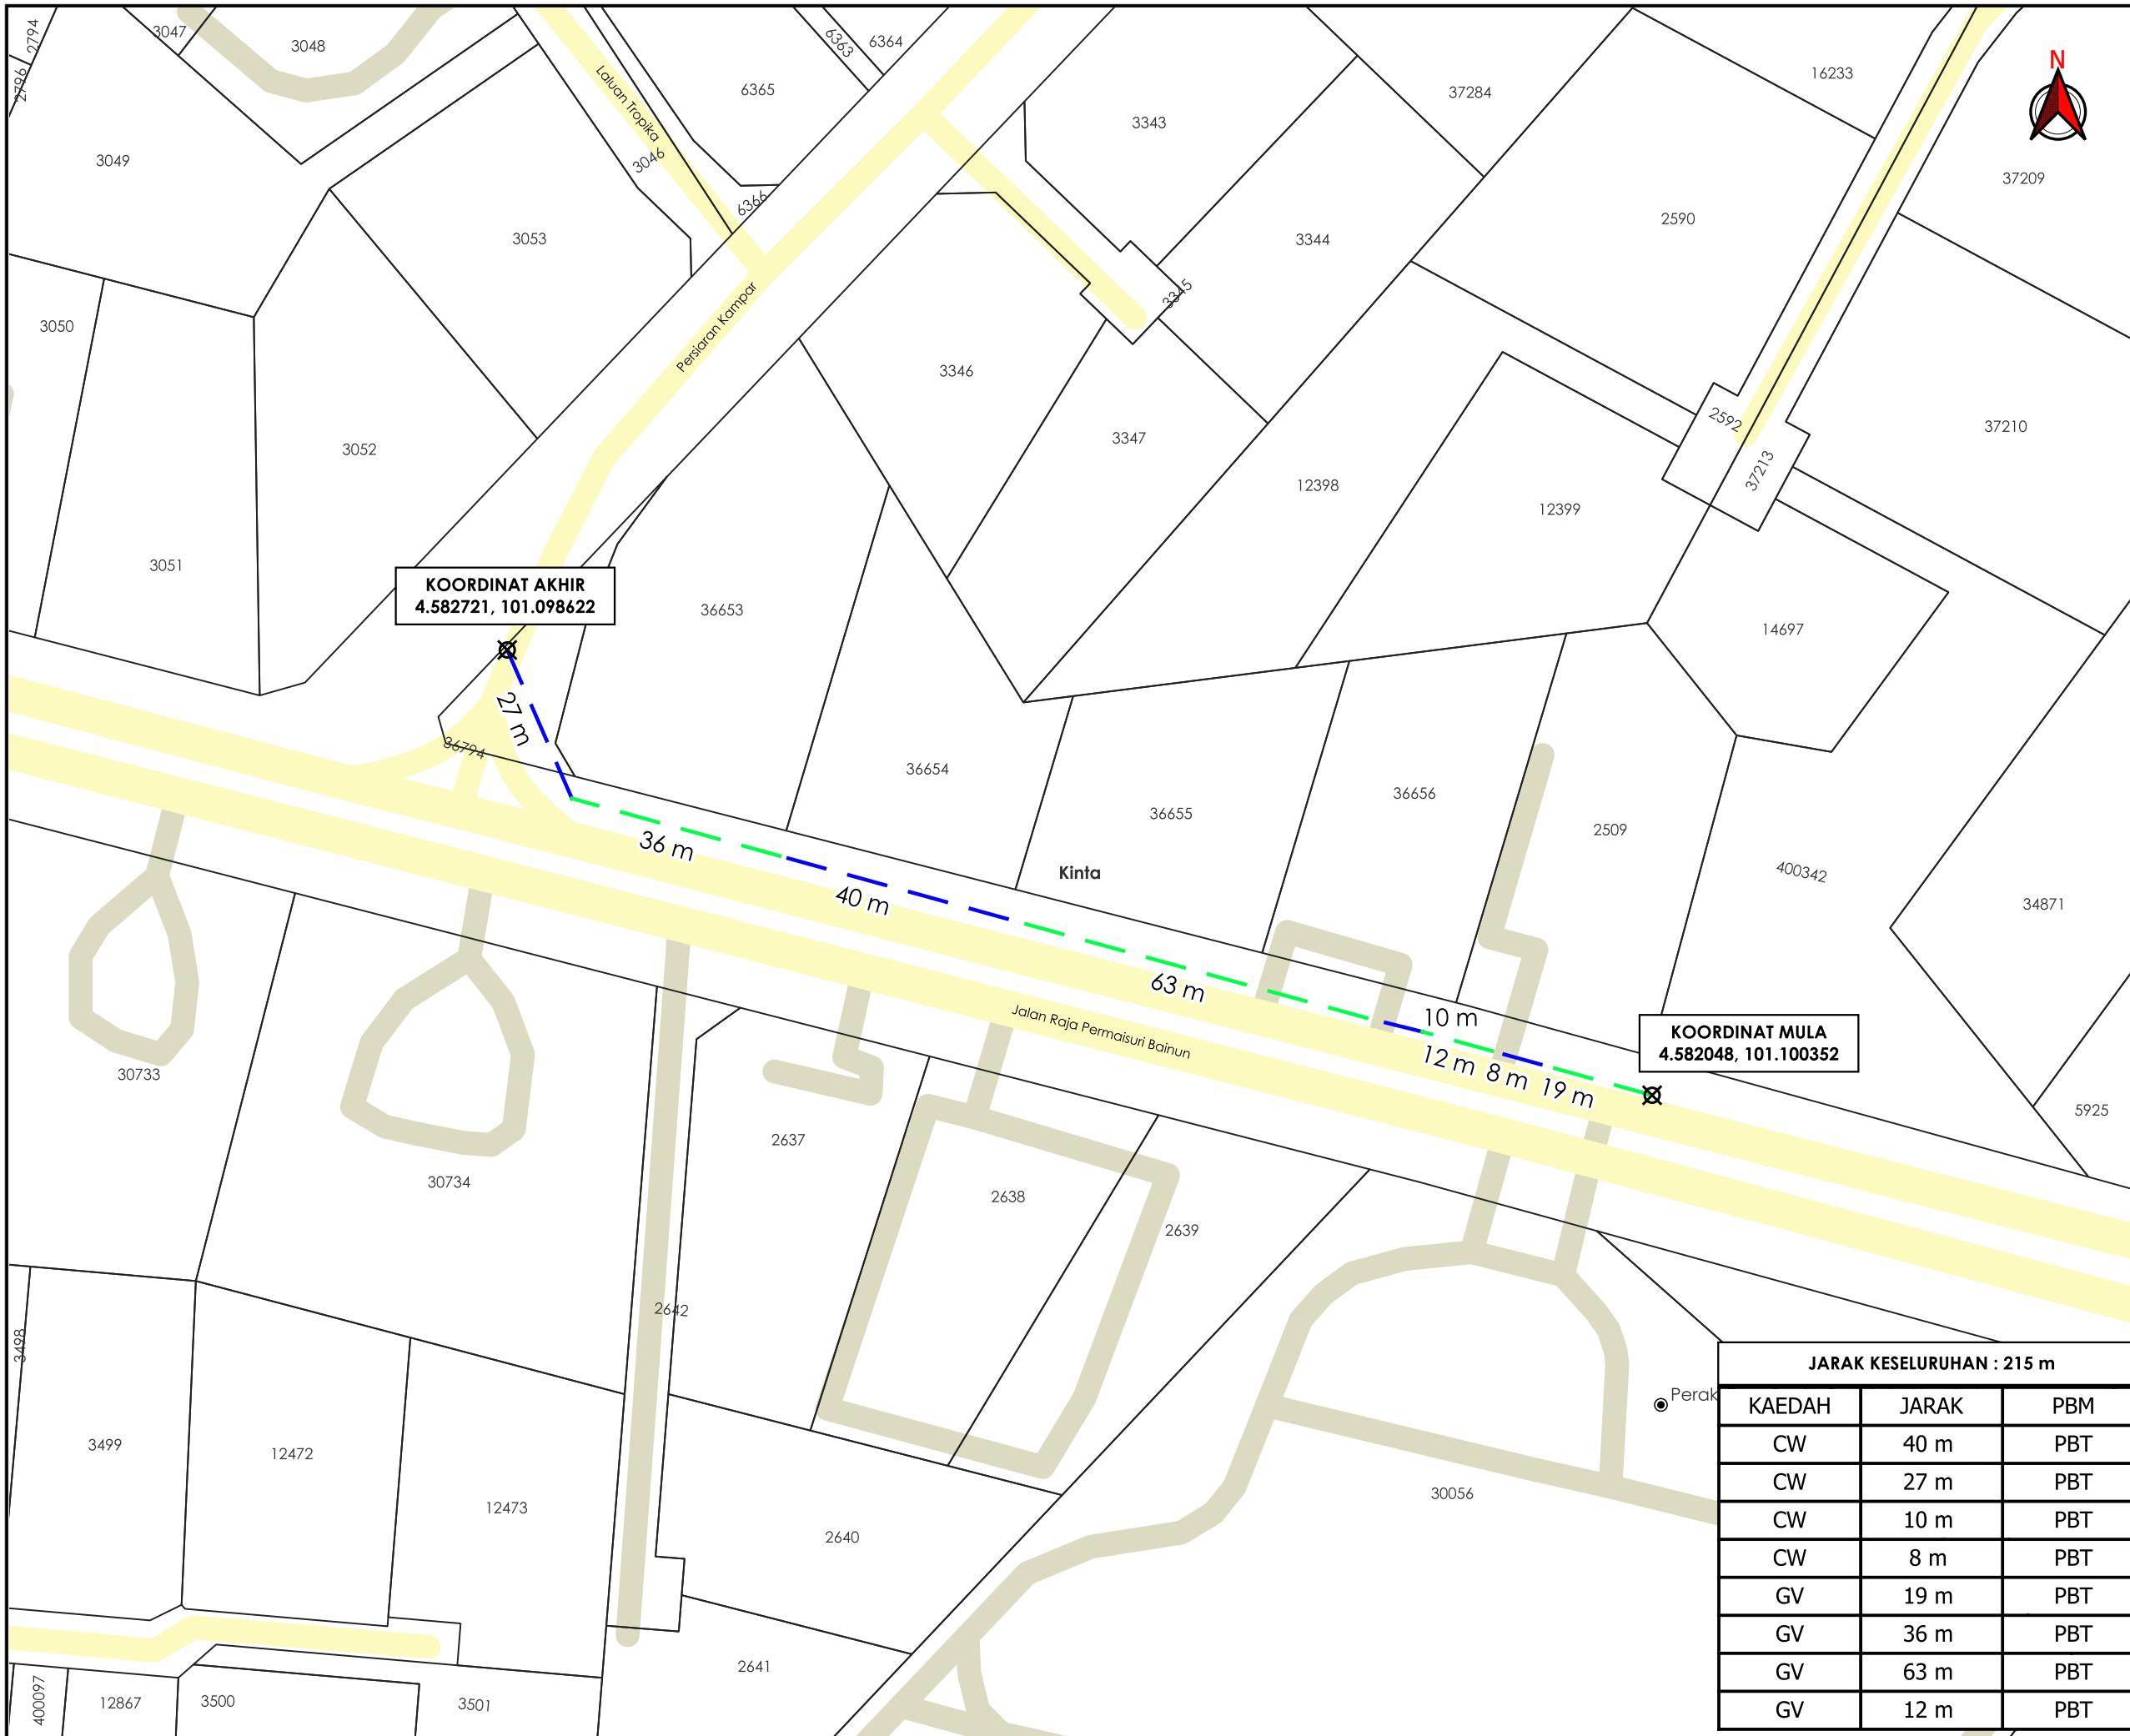 2794
3047
3048
6363
6364
2796
Laluan Tropika
6365
37284
16233
N
3343
3049
3046
37209
6366
2590
3053
3344
3345
3050
Persiaran Kampar
3346
2592
37210
3052
3347
37213
12398
12399
3051
KOORDINAT AKHIR
4.582721, 101.098622
36653
14697
27 m
36794
36654
36656
36655
2509
36 m
Kinta
400342
40 m
34871
63 m
10 m
Jalan Raja Permaisuri Bainun
KOORDINAT MULA
4.582048, 101.100352
12 m
8 m
19 m
30733
5925
2637
30734
2638
2639
2642
3498
JARAK KESELURUHAN : 215 m
Perak
KAEDAH JARAK PBM
CW 40 m PBT
CW 27 m PBT
CW 10 m PBT
CW 8 m PBT
GV 19 m PBT
GV 36 m PBT
GV 63 m PBT
GV 12 m PBT
3499
12472
12473
30056
2640
2641
400097
12867
3500
3501